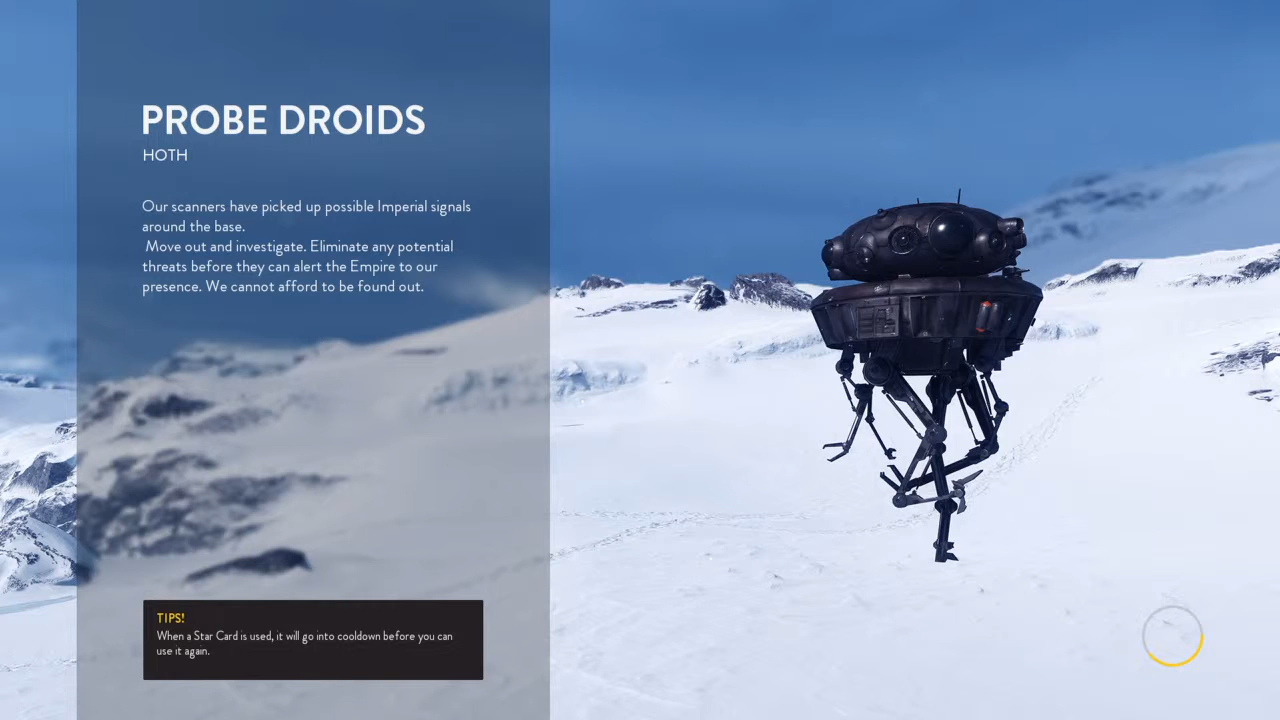 PROBE DROIDS
HOTH
Our scanners have picked up possible Imperial signals
around the base.
Move out and investigate. Eliminate any potential
threats before they can alert the Empire to our
presence. We cannot afford to be found out.
TIPS!
When a Star Card is used, it will go into cooldown before you can
use it again.